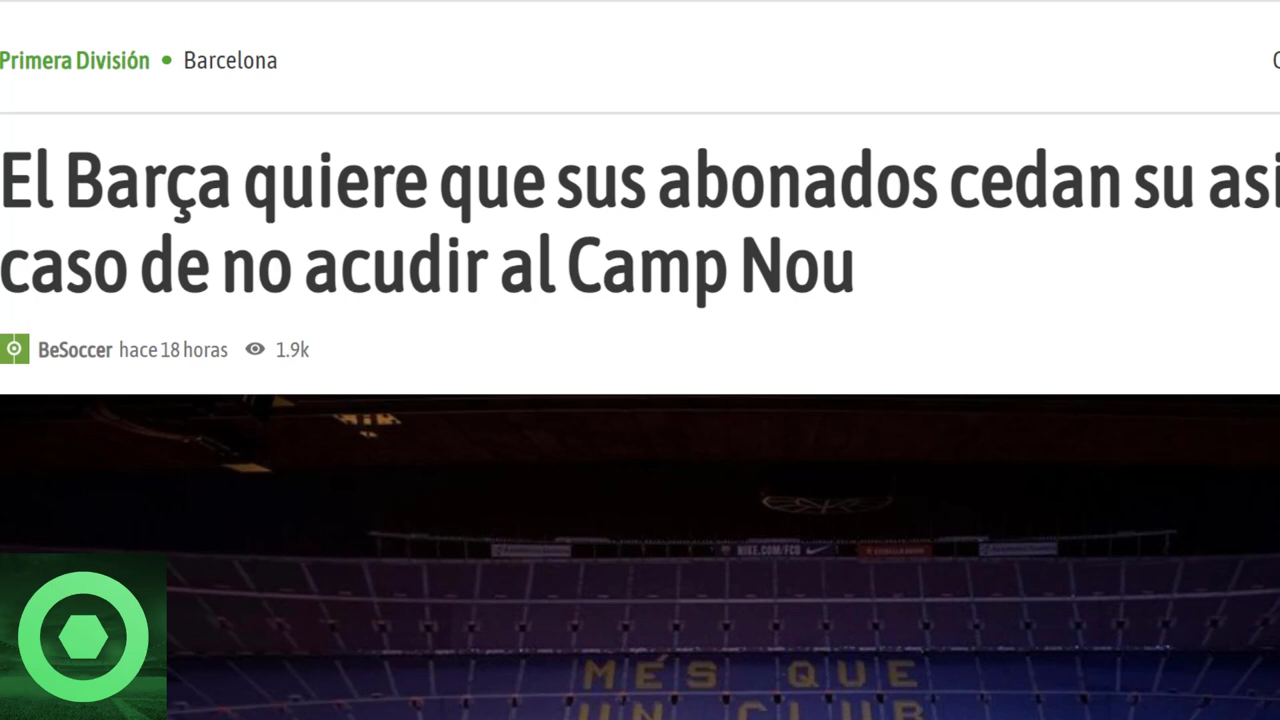 Primera División • Barcelona
El Barça quiere que sus abonados cedan su asi
caso de no acudir al Camp Nou
BeSoccer hace 18 horas 1.9k
NIKE.COM/FCB
MÉS QUE
UN CLUB